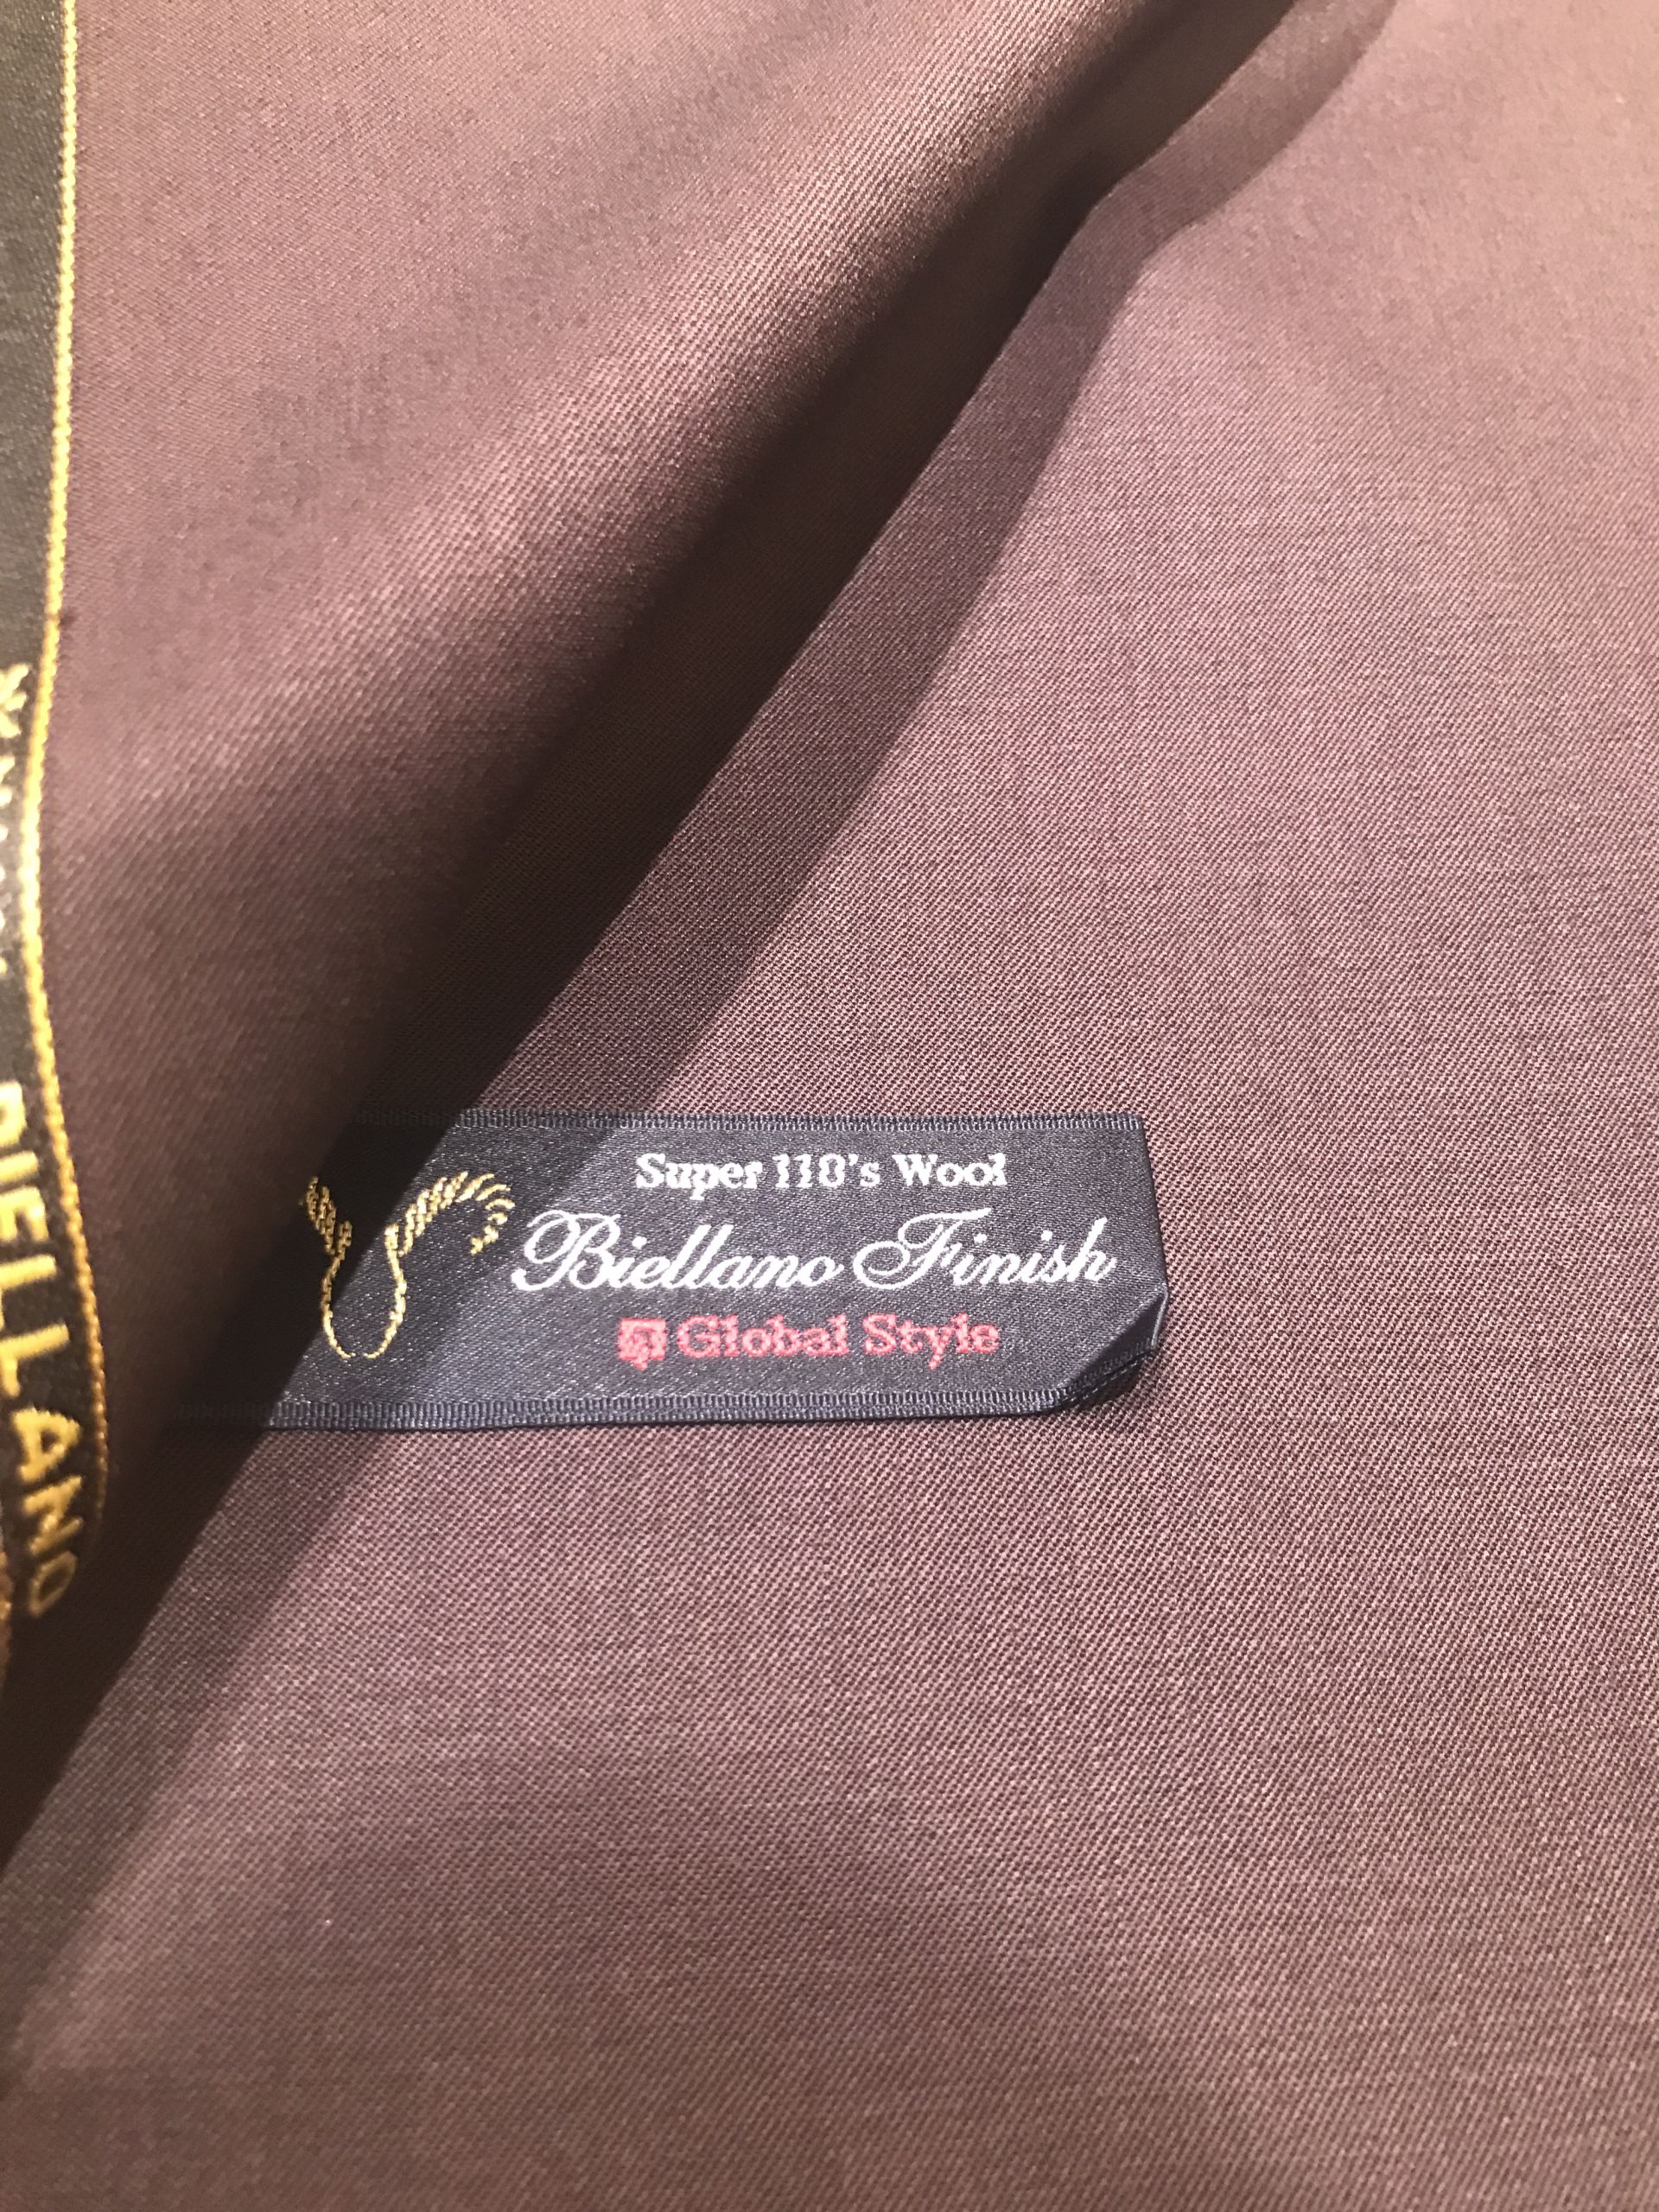 Super 110's Wool
Biellano Finish
Global Style
BIELLANO